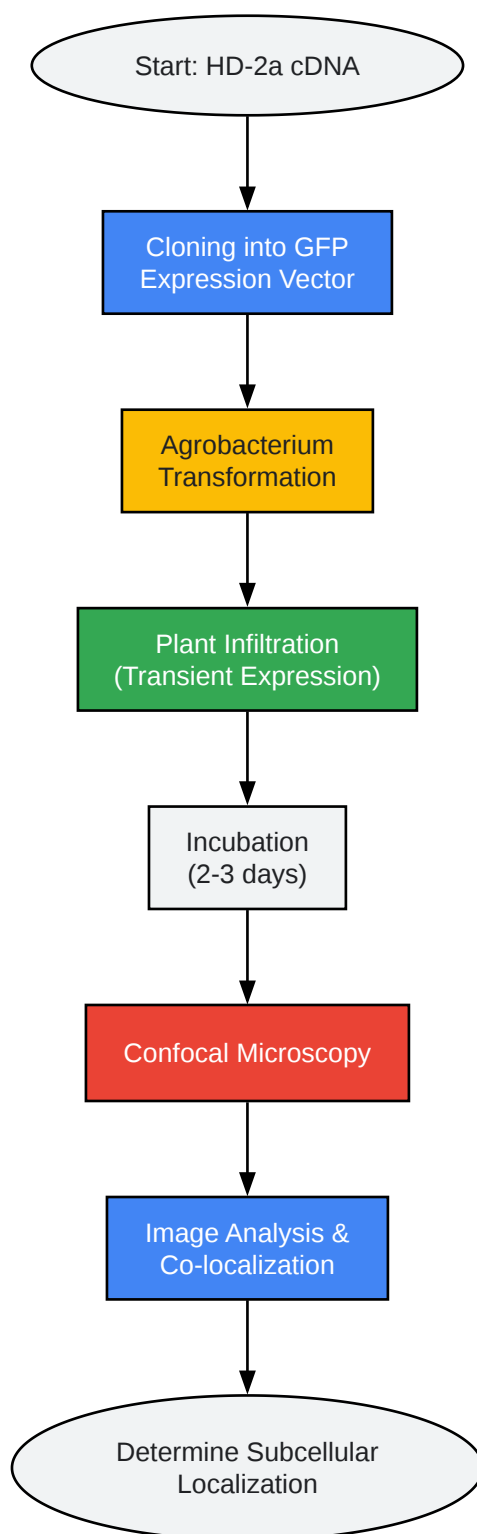 Start: HD-2a cDNA
Cloning into GFP
Expression Vector
Agrobacterium
Transformation
Plant Infiltration
(Transient Expression)
Incubation
(2-3 days)
Confocal Microscopy
Image Analysis &
Co-localization
Determine Subcellular
Localization